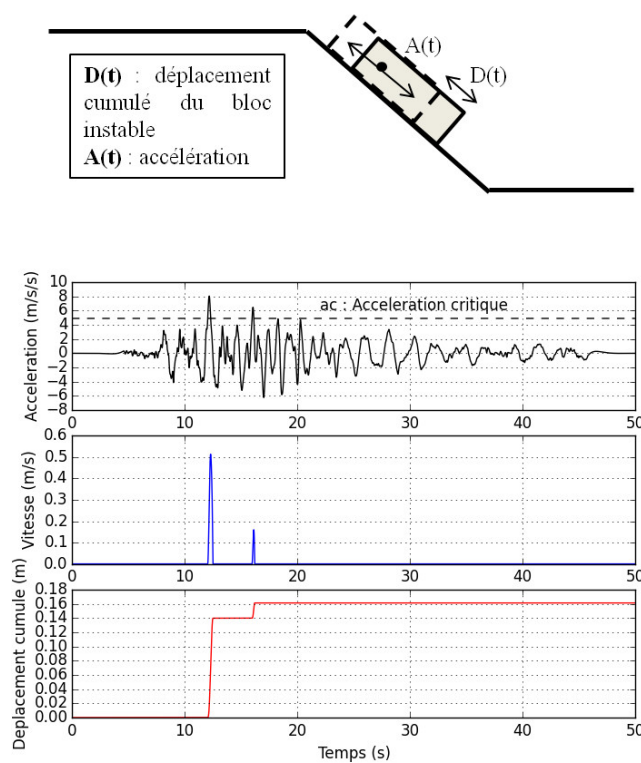 A(t)
D(t)
D(t) : déplacement
cumulé du bloc
instable
A(t) : accélération
Acceleration (m/s/s)
10
8
6
4
2
0
−2
−4
−6
−8
ac : Acceleration critique
0 10 20 30 40 50
Vitesse (m/s)
0.6
0.5
0.4
0.3
0.2
0.1
0.0
0 10 20 30 40 50
Deplacement cumule (m)
0.18
0.16
0.14
0.12
0.10
0.08
0.06
0.04
0.02
0.00
0 10 20 30 40 50
Temps (s)